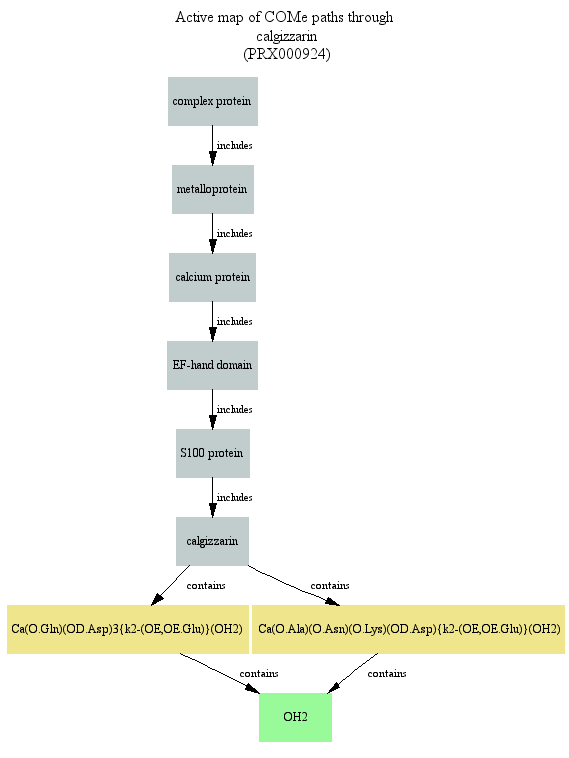 Active map of COMe paths through
calgizzarin
(PRX000924)
complex protein
includes
metalloprotein
includes
calcium protein
includes
EF-hand domain
includes
S100 protein
includes
calgizzarin
contains
contains
Ca(O.Gln)(OD.Asp)3{k2-(OE,OE.Glu)}(OH2)
Ca(O.Ala)(O.Asn)(O.Lys)(OD.Asp){k2-(OE,OE.Glu)}(OH2)
contains
contains
OH2